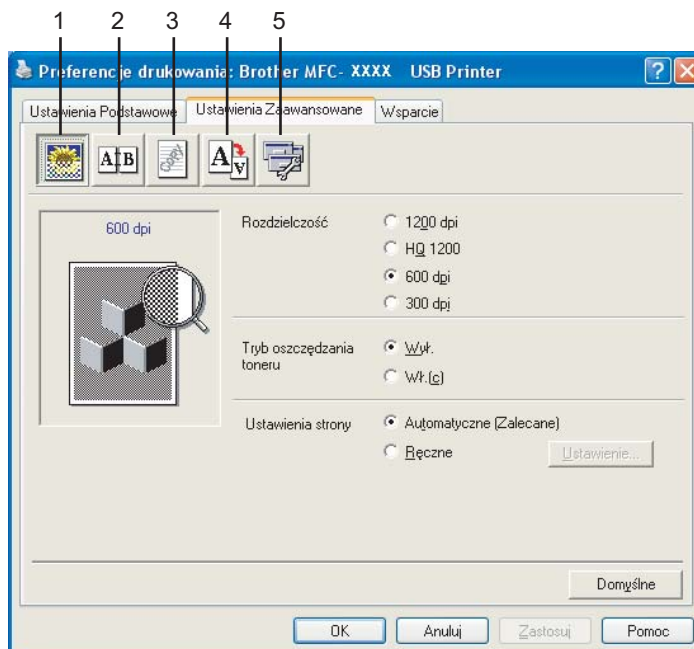 1 2 3 4 5
Preferencje drukowania: Brother MFC- XXXX USB Printer
Ustawienia Podstawowe Ustawienia Zaawansowane Wsparcie
A B COPY A A
600 dpi
Rozdzielczość
1200 dpi
HQ 1200
600 dpi
300 dpi
Tryb oszczędzania
toneru
Wył.
Wł.(c)
Ustawienia strony
Automatyczne (Zalecane)
Ręczne Ustawienie...
Domyślne
OK Anuluj Zastosuj Pomoc